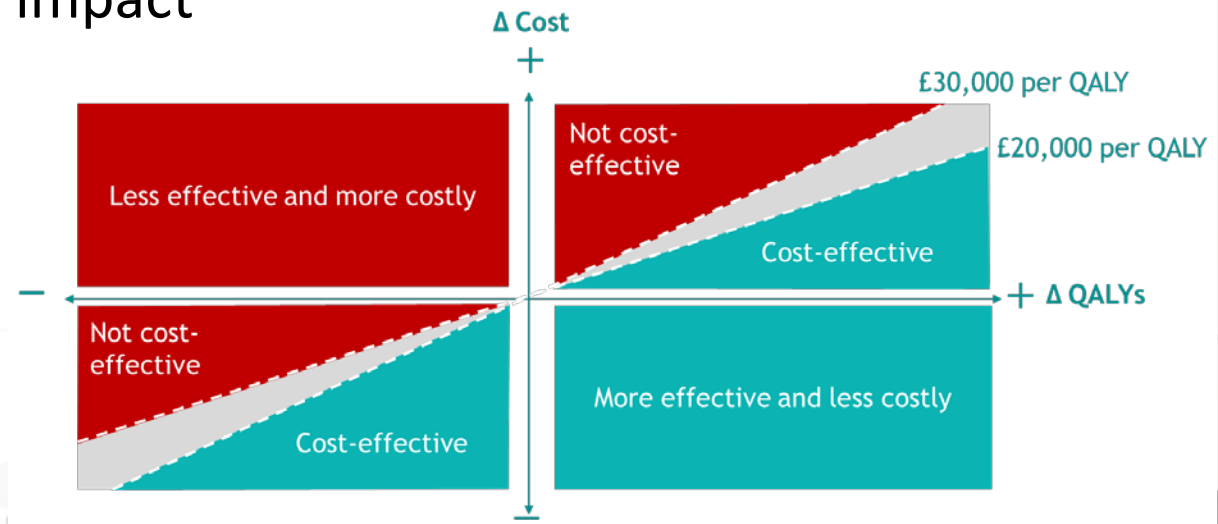 impact
Δ Cost
+
£30,000 per QALY
Not cost-
effective
£20,000 per QALY
Less effective and more costly
Cost-effective
−
+ Δ QALYs
Not cost-
effective
More effective and less costly
Cost-effective
−